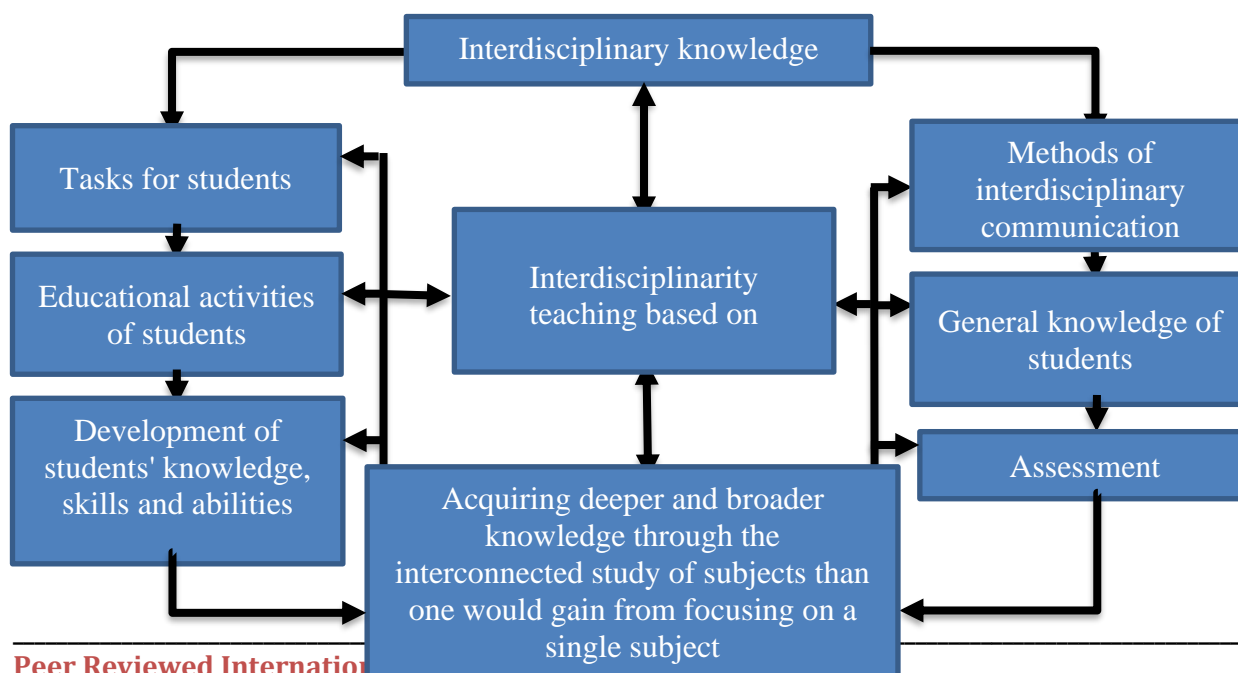 Interdisciplinary knowledge
Tasks for students
Methods of
interdisciplinary
communication
Interdisciplinarity
teaching based on
Educational activities
of students
General knowledge of
students
Development of
students' knowledge,
skills and abilities
Assessment
Acquiring deeper and broader
knowledge through the
interconnected study of subjects than
one would gain from focusing on a
single subject
Peer Reviewed